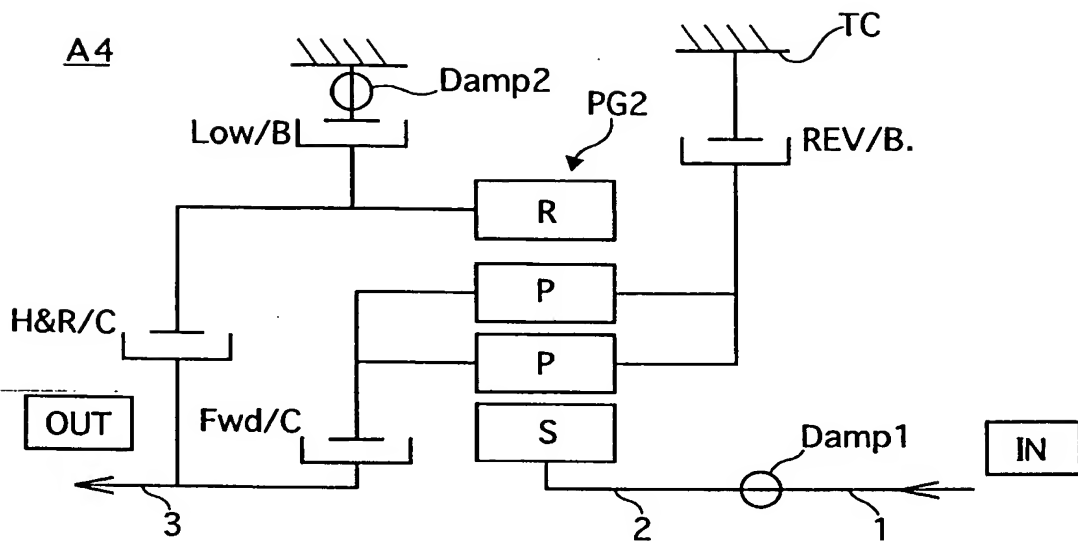 A4
TC
Damp2
PG2
Low/B
REV/B.
R
P
H&R/C
P
OUT
Fwd/C
S
Damp1
IN
3
2
1